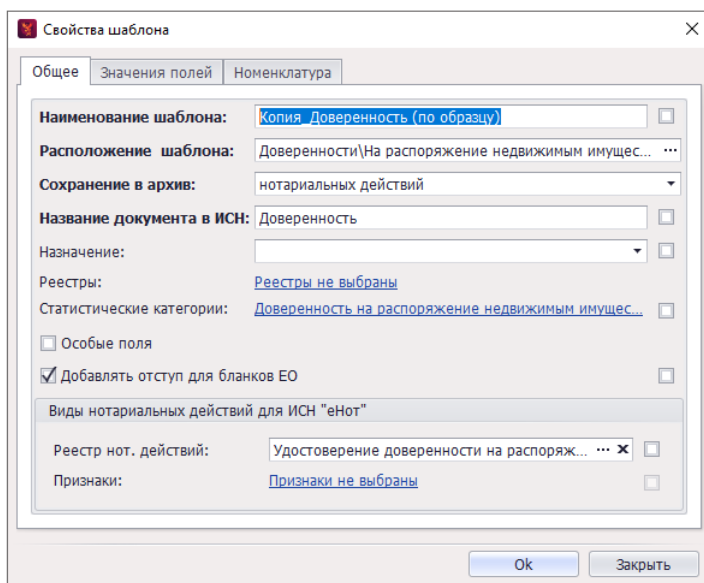 Свойства шаблона
Общее Значения полей Номенклатура
Наименование шаблона: Копия_Доверенность (по образцу)
Расположение шаблона: Доверенности\На распоряжение недвижимым имущес... ...
Сохранение в архив: нотариальных действий
Название документа в ИСН: Доверенность
Назначение:
Реестры: Реестры не выбраны
Статистические категории: Доверенность на распоряжение недвижимым имущес...
Особые поля
Добавлять отступ для бланков ЕО
Виды нотариальных действий для ИСН "еНот"
Реестр нот. действий: Удостоверение доверенности на распоряж... ...
Признаки: Признаки не выбраны
Ok Закрыть